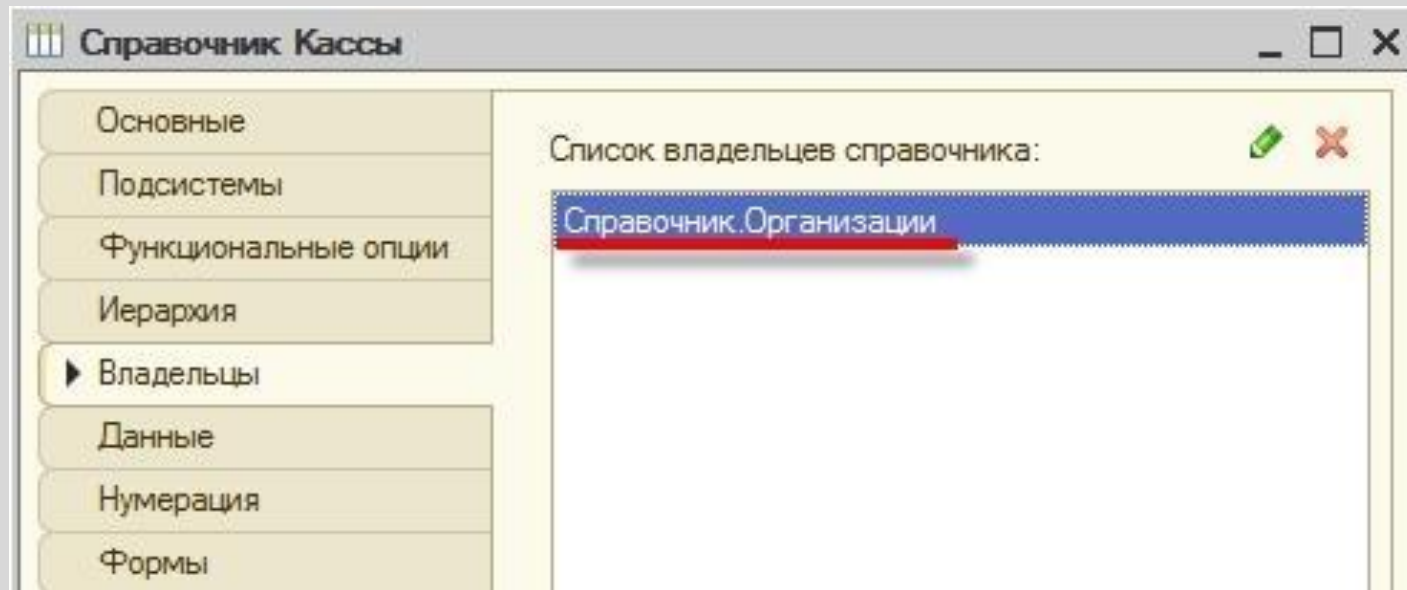 Справочник Кассы
Основные
Подсистемы
Функциональные опции
Иерархия
Владельцы
Данные
Нумерация
Формы
Список владельцев справочника:
Справочник.Организации